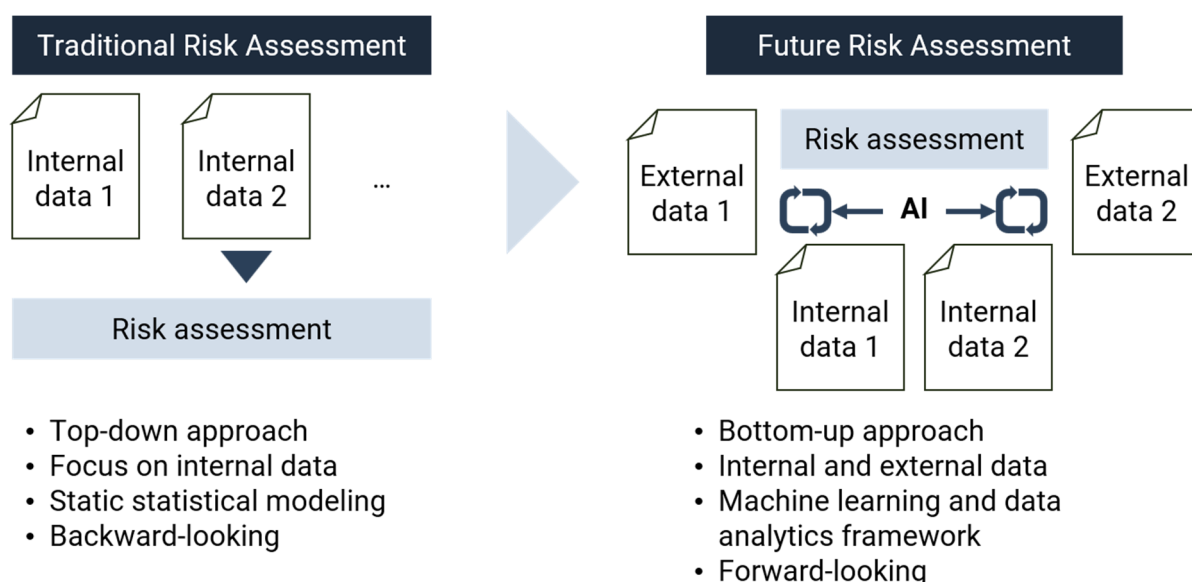 Traditional Risk Assessment
Internal
data 1
Internal
data 2
...
Risk assessment
• Top-down approach
• Focus on internal data
• Static statistical modeling
• Backward-looking
Future Risk Assessment
External
data 1
Risk assessment
AI
External
data 2
Internal
data 1
Internal
data 2
• Bottom-up approach
• Internal and external data
• Machine learning and data
analytics framework
• Forward-looking